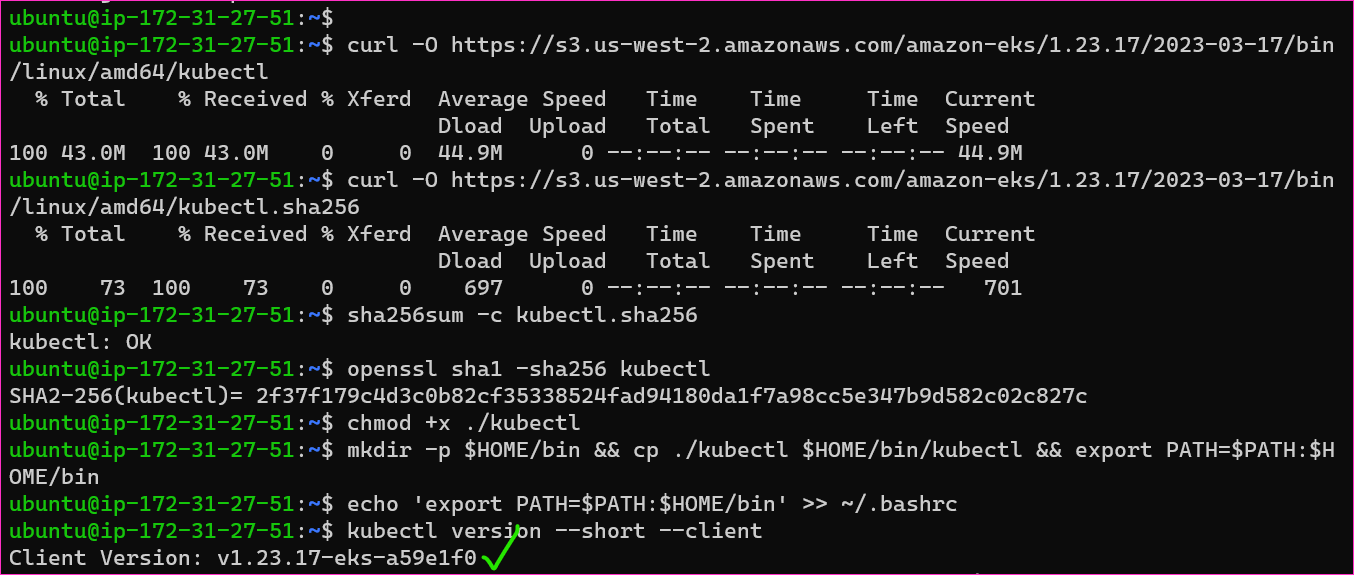 ubuntu@ip-172-31-27-51:~$
ubuntu@ip-172-31-27-51:~$ curl -O https://s3.us-west-2.amazonaws.com/amazon-eks/1.23.17/2023-03-17/bin
/linux/amd64/kubectl
  % Total    % Received % Xferd  Average Speed   Time    Time     Time  Current
                                 Dload  Upload   Total   Spent    Left  Speed
100 43.0M  100 43.0M    0     0  44.9M      0 --:--:-- --:--:-- --:--:-- 44.9M
ubuntu@ip-172-31-27-51:~$ curl -O https://s3.us-west-2.amazonaws.com/amazon-eks/1.23.17/2023-03-17/bin
/linux/amd64/kubectl.sha256
  % Total    % Received % Xferd  Average Speed   Time    Time     Time  Current
                                 Dload  Upload   Total   Spent    Left  Speed
100    73  100    73    0     0    697      0 --:--:-- --:--:-- --:--:--   701
ubuntu@ip-172-31-27-51:~$ sha256sum -c kubectl.sha256
kubectl: OK
ubuntu@ip-172-31-27-51:~$ openssl sha1 -sha256 kubectl
SHA2-256(kubectl)= 2f37f179c4d3c0b82cf35338524fad94180da1f7a98cc5e347b9d582c02c827c
ubuntu@ip-172-31-27-51:~$ chmod +x ./kubectl
ubuntu@ip-172-31-27-51:~$ mkdir -p $HOME/bin && cp ./kubectl $HOME/bin/kubectl && export PATH=$PATH:$H
OME/bin
ubuntu@ip-172-31-27-51:~$ echo 'export PATH=$PATH:$HOME/bin' >> ~/.bashrc
ubuntu@ip-172-31-27-51:~$ kubectl version --short --client
Client Version: v1.23.17-eks-a59e1f0